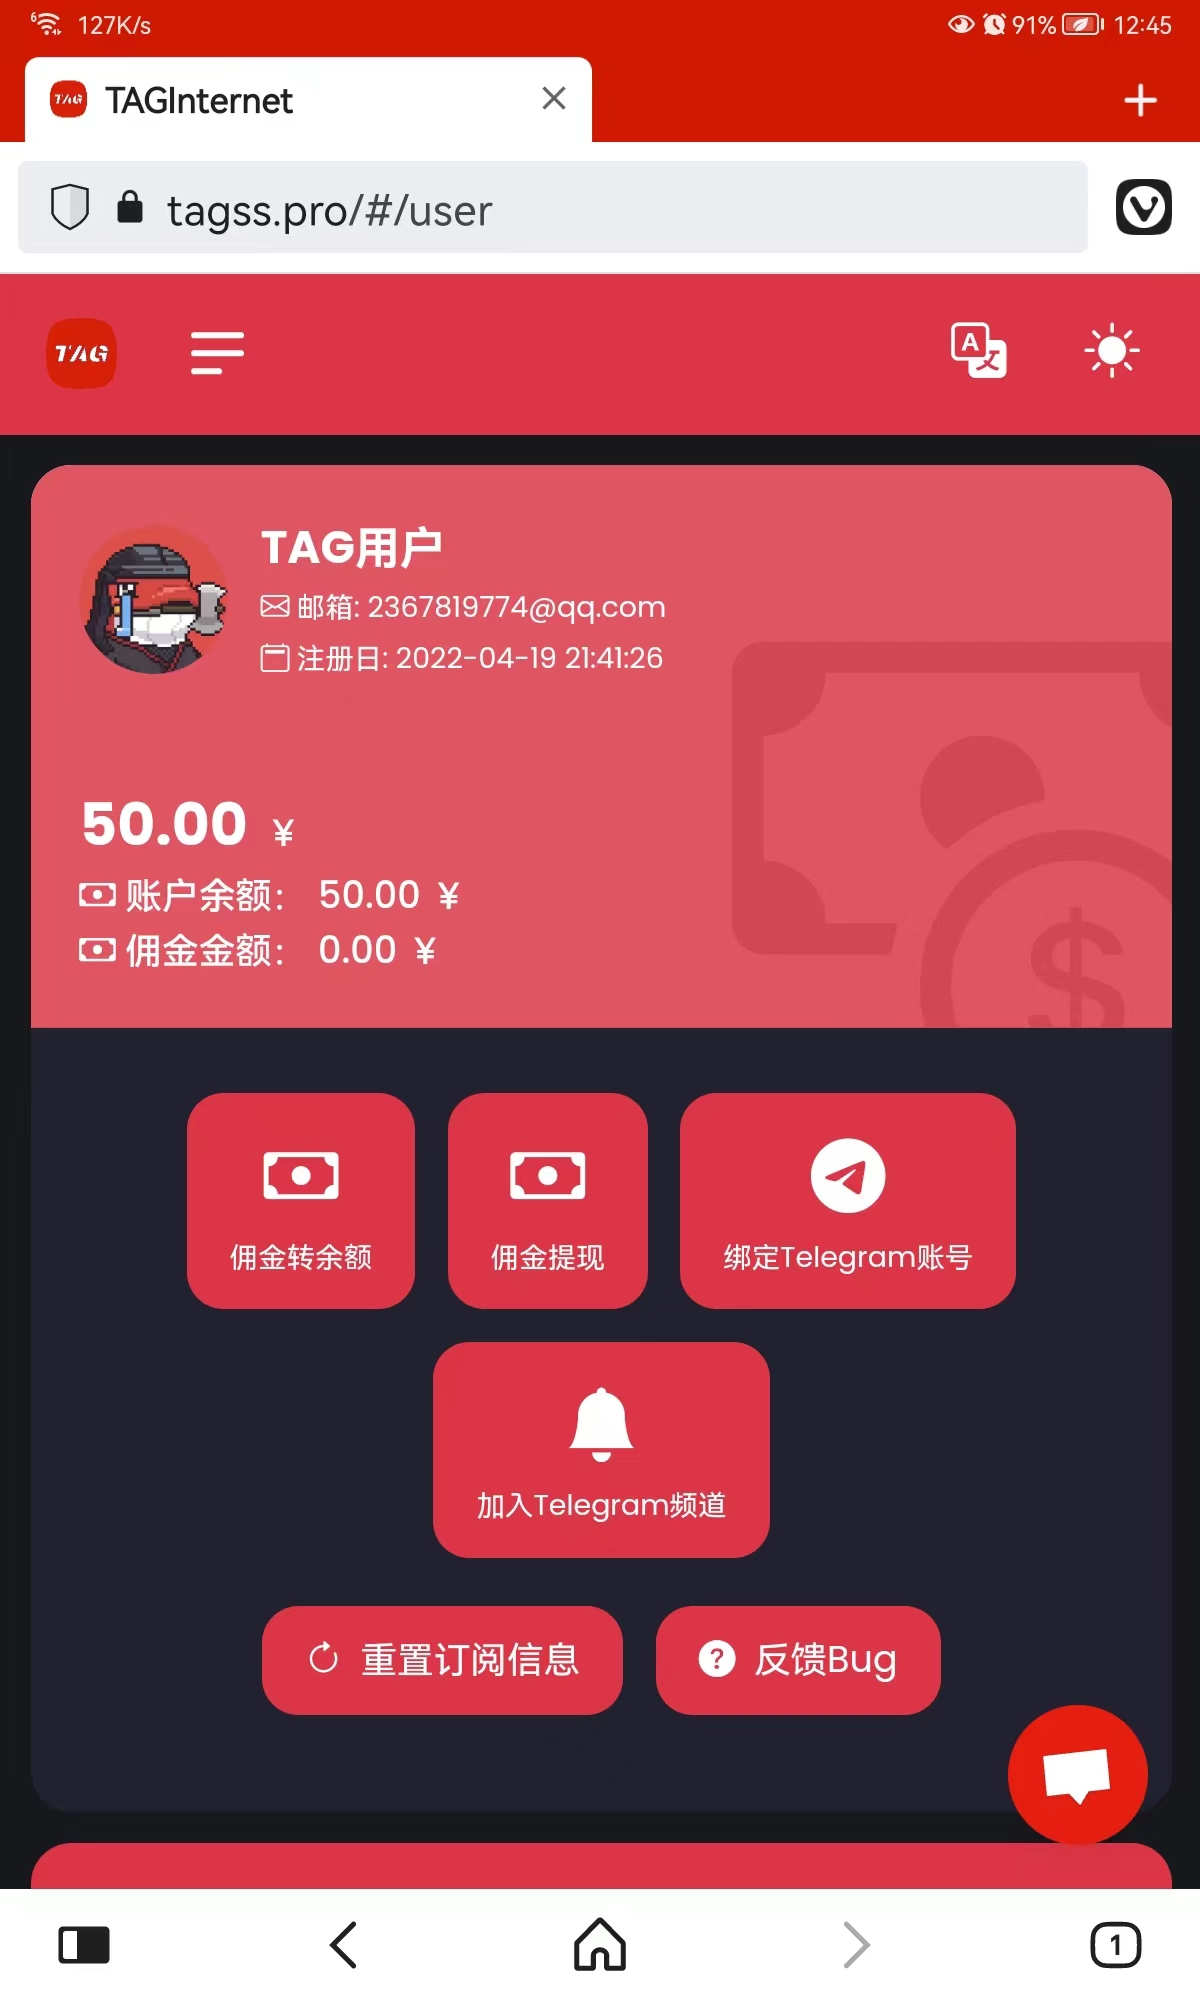 6 127K/s 91% 12:45
TAG TAGInternet
tagss.pro/#/user
TAG A 文
TAG用户
邮箱: 2367819774@qq.com
注册日: 2022-04-19 21:41:26
50.00 ¥
账户余额： 50.00 ¥
佣金金额： 0.00 ¥
$
佣金转余额 佣金提现 绑定Telegram账号
加入Telegram频道
重置订阅信息 ? 反馈Bug
1